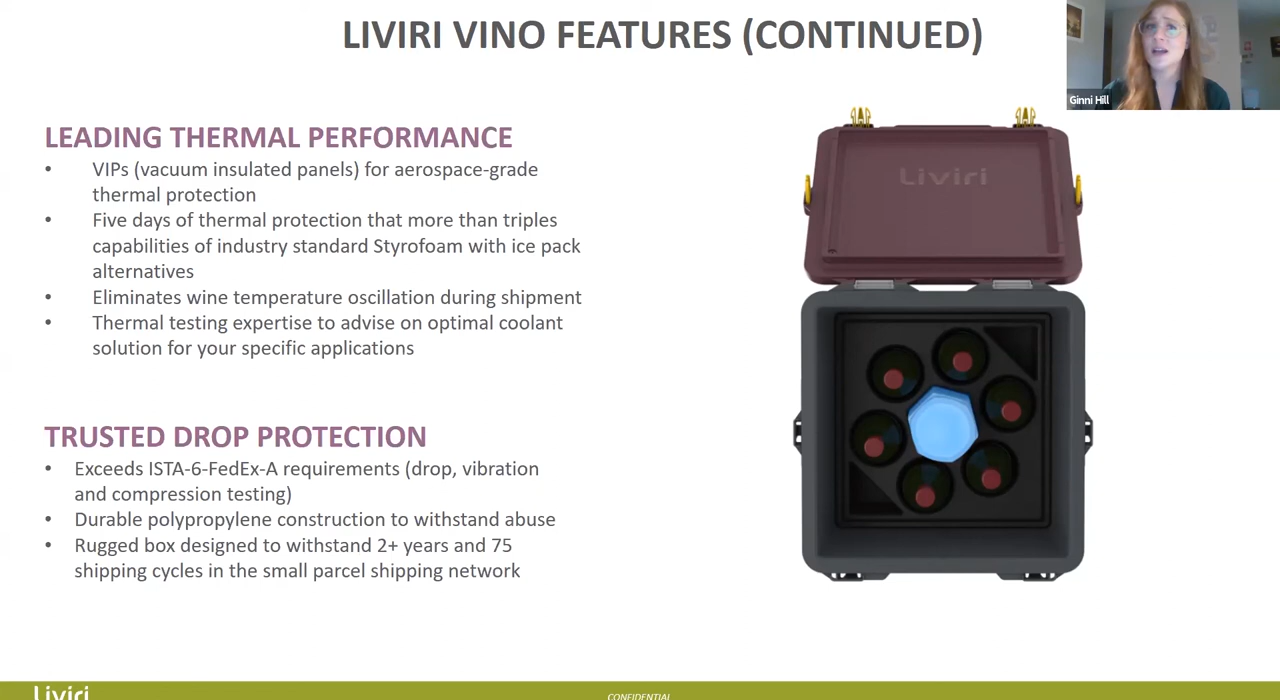 LIVIRI VINO FEATURES (CONTINUED)
Ginni Hill
LEADING THERMAL PERFORMANCE
• VIPs (vacuum insulated panels) for aerospace-grade
thermal protection
• Five days of thermal protection that more than triples
capabilities of industry standard Styrofoam with ice pack
alternatives
• Eliminates wine temperature oscillation during shipment
• Thermal testing expertise to advise on optimal coolant
solution for your specific applications
TRUSTED DROP PROTECTION
• Exceeds ISTA-6-FedEx-A requirements (drop, vibration
and compression testing)
• Durable polypropylene construction to withstand abuse
• Rugged box designed to withstand 2+ years and 75
shipping cycles in the small parcel shipping network
Liviri
Liviri
CONFIDENTIAL